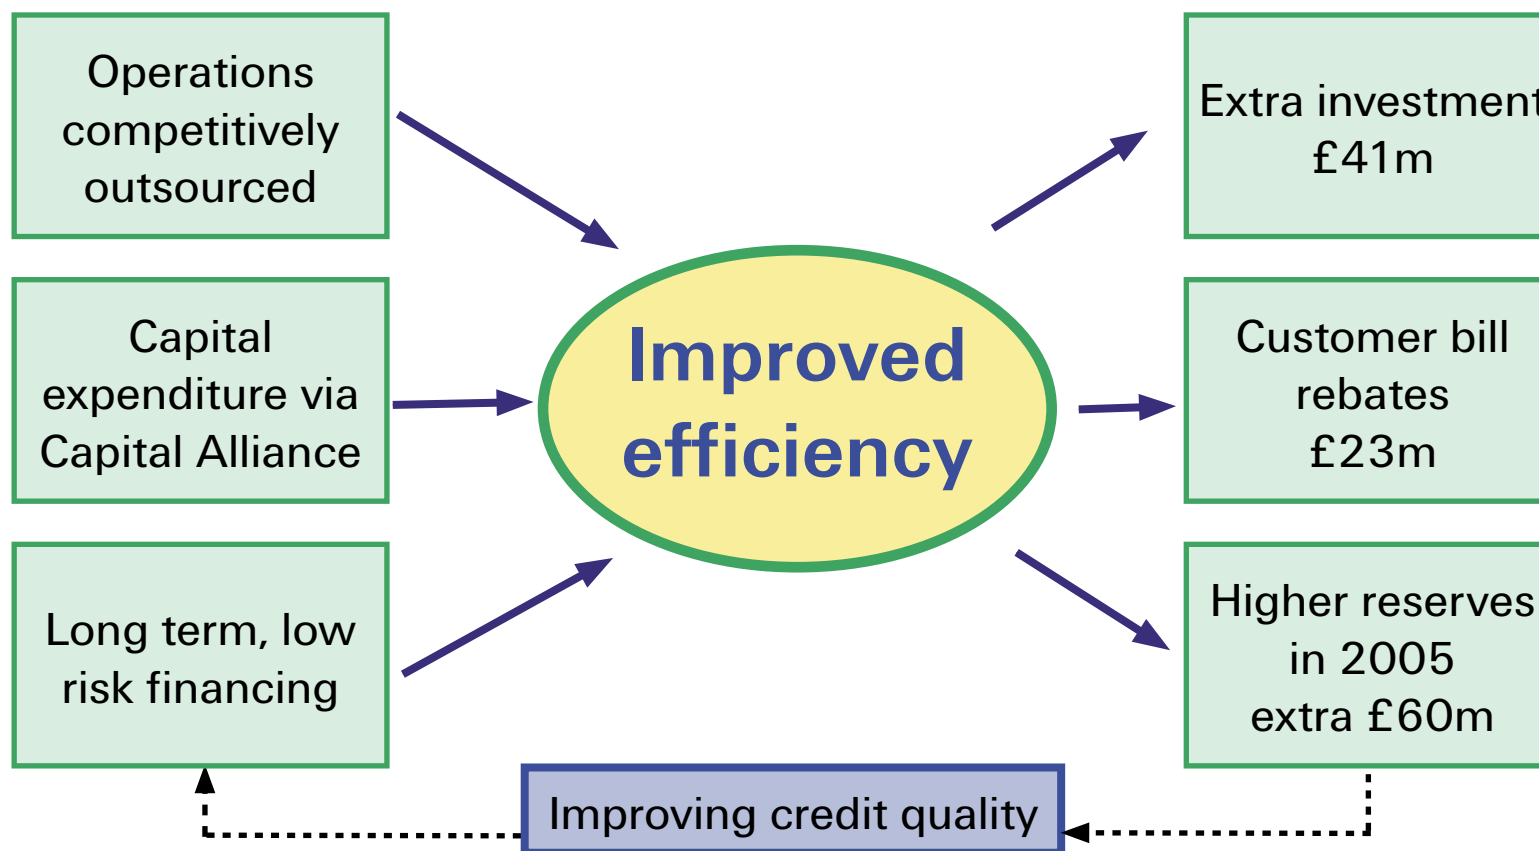 Operations
competitively
outsourced
Capital
expenditure via
Capital Alliance
Long term, low
risk financing
Improved
efficiency
Extra investment
£41m
Customer bill
rebates
£23m
Higher reserves
in 2005
extra £60m
Improving credit quality